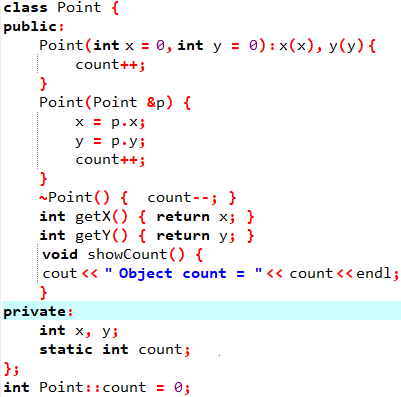 class Point {
public:
    Point(int x = 0,int y = 0):x(x), y(y){
        count++;
    }
    Point(Point &p) {
        x = p.x;
        y = p.y;
        count++;
    }
    ~Point() {  count--; }
    int getX() { return x; }
    int getY() { return y; }
    void showCount() {
    cout<<" Object count = "<< count<<endl;
    }
private:
    int x, y;
    static int count;
};
int Point::count = 0;